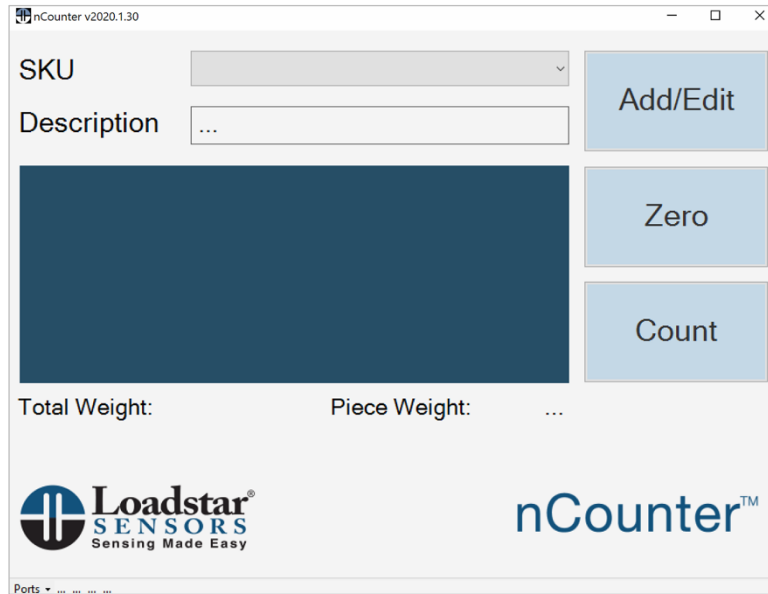 nCounter v2020.1.30
SKU
Add/Edit
Description ...
Zero
Count
Total Weight: Piece Weight: ...
Loadstar®
SENSORS
Sensing Made Easy
nCounter™
Ports ... ... ... ...